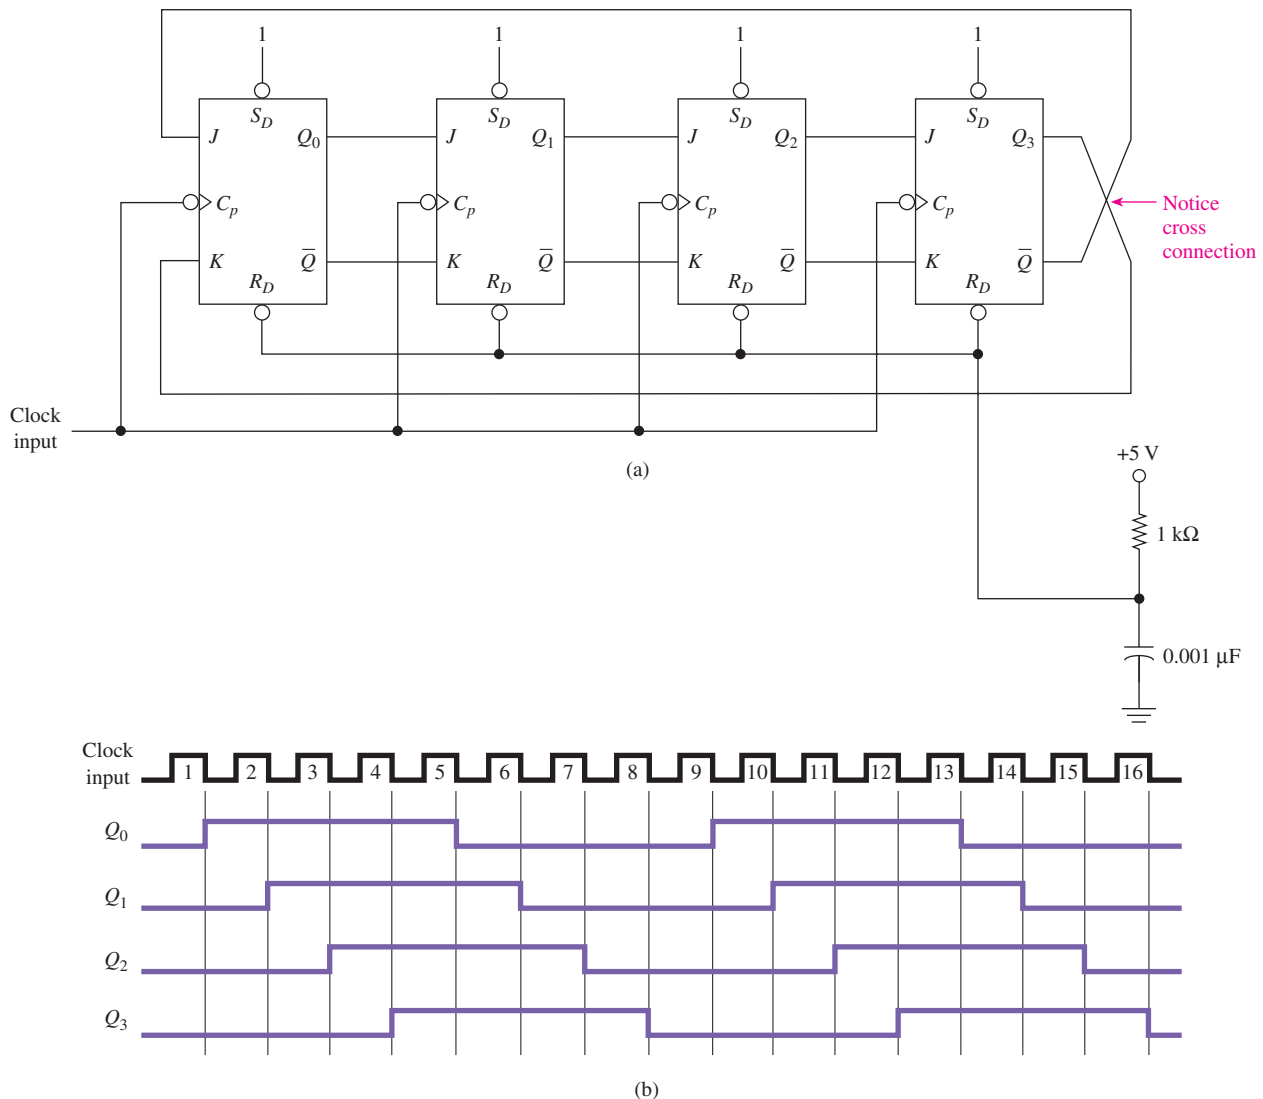 1 1 1 1
S_D S_D S_D S_D
J Q_0 J Q_1 J Q_2 J Q_3
C_p C_p C_p C_p
Notice
cross
connection
K Q̅ K Q̅ K Q̅ K Q̅
R_D R_D R_D R_D
Clock
input
(a)
+5 V
1 kΩ
0.001 μF
Clock
input
1 2 3 4 5 6 7 8 9 10 11 12 13 14 15 16
Q_0
Q_1
Q_2
Q_3
(b)